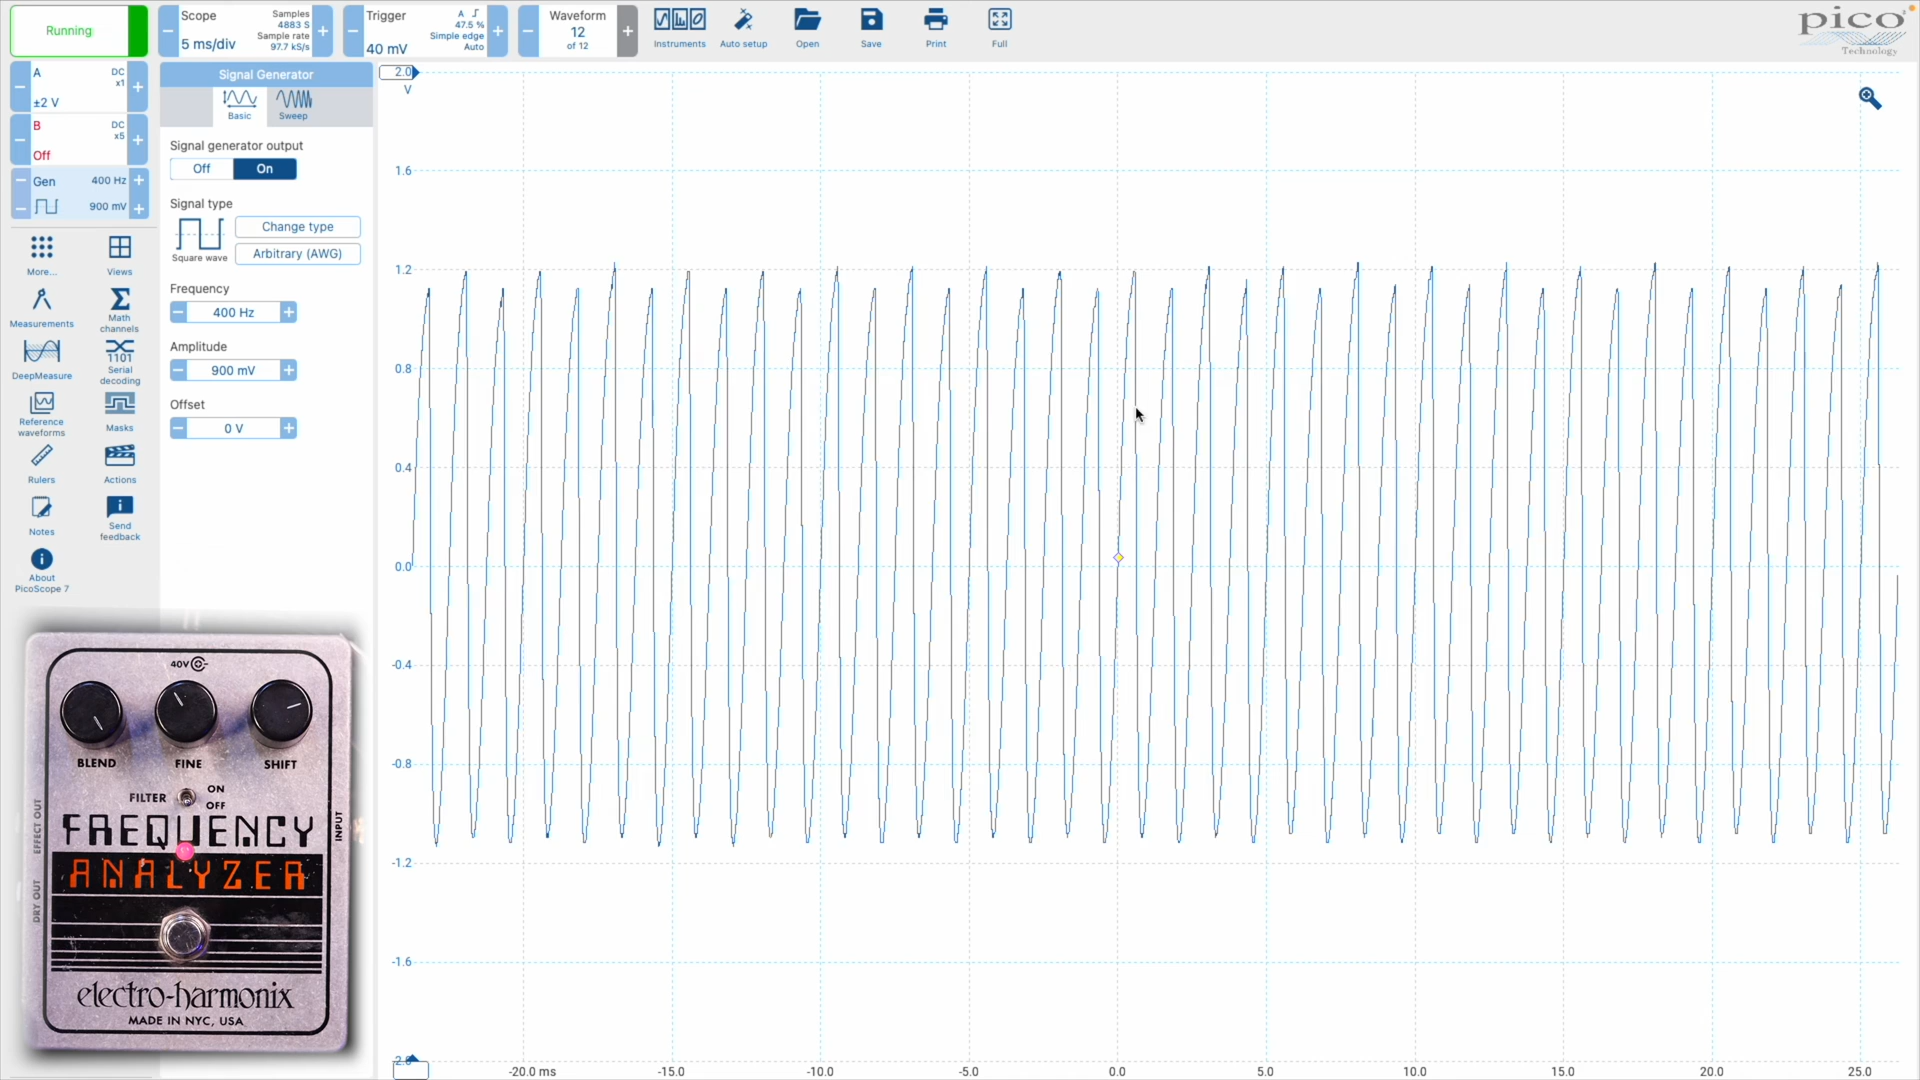 Running
Scope
5 ms/div
Samples
4883 S
Sample rate
97.7 kS/s
Trigger
40 mV
A
47.5 %
Simple edge
Auto
Waveform
12
of 12
Instruments
Auto setup
Open
Save
Print
Full
pico
Technology
A
DC
x1
±2 V
B
DC
x5
Off
Gen
400 Hz
900 mV
More...
Views
Measurements
Math
channels
DeepMeasure
1101
Serial
decoding
Reference
waveforms
Masks
Rulers
Actions
Notes
Send
feedback
About
PicoScope 7
Signal Generator
Basic
Sweep
Signal generator output
Off
On
Signal type
Square wave
Change type
Arbitrary (AWG)
Frequency
400 Hz
Amplitude
900 mV
Offset
0 V
2.0
V
1.6
1.2
0.8
0.4
0.0
-0.4
-0.8
-1.2
-1.6
-20.0 ms
-15.0
-10.0
-5.0
0.0
5.0
10.0
15.0
20.0
25.0
40V
BLEND
FINE
SHIFT
FILTER
ON
OFF
EFFECT OUT
INPUT
FREQUENCY
ANALYZER
DRY OUT
electro-harmonix
MADE IN NYC, USA